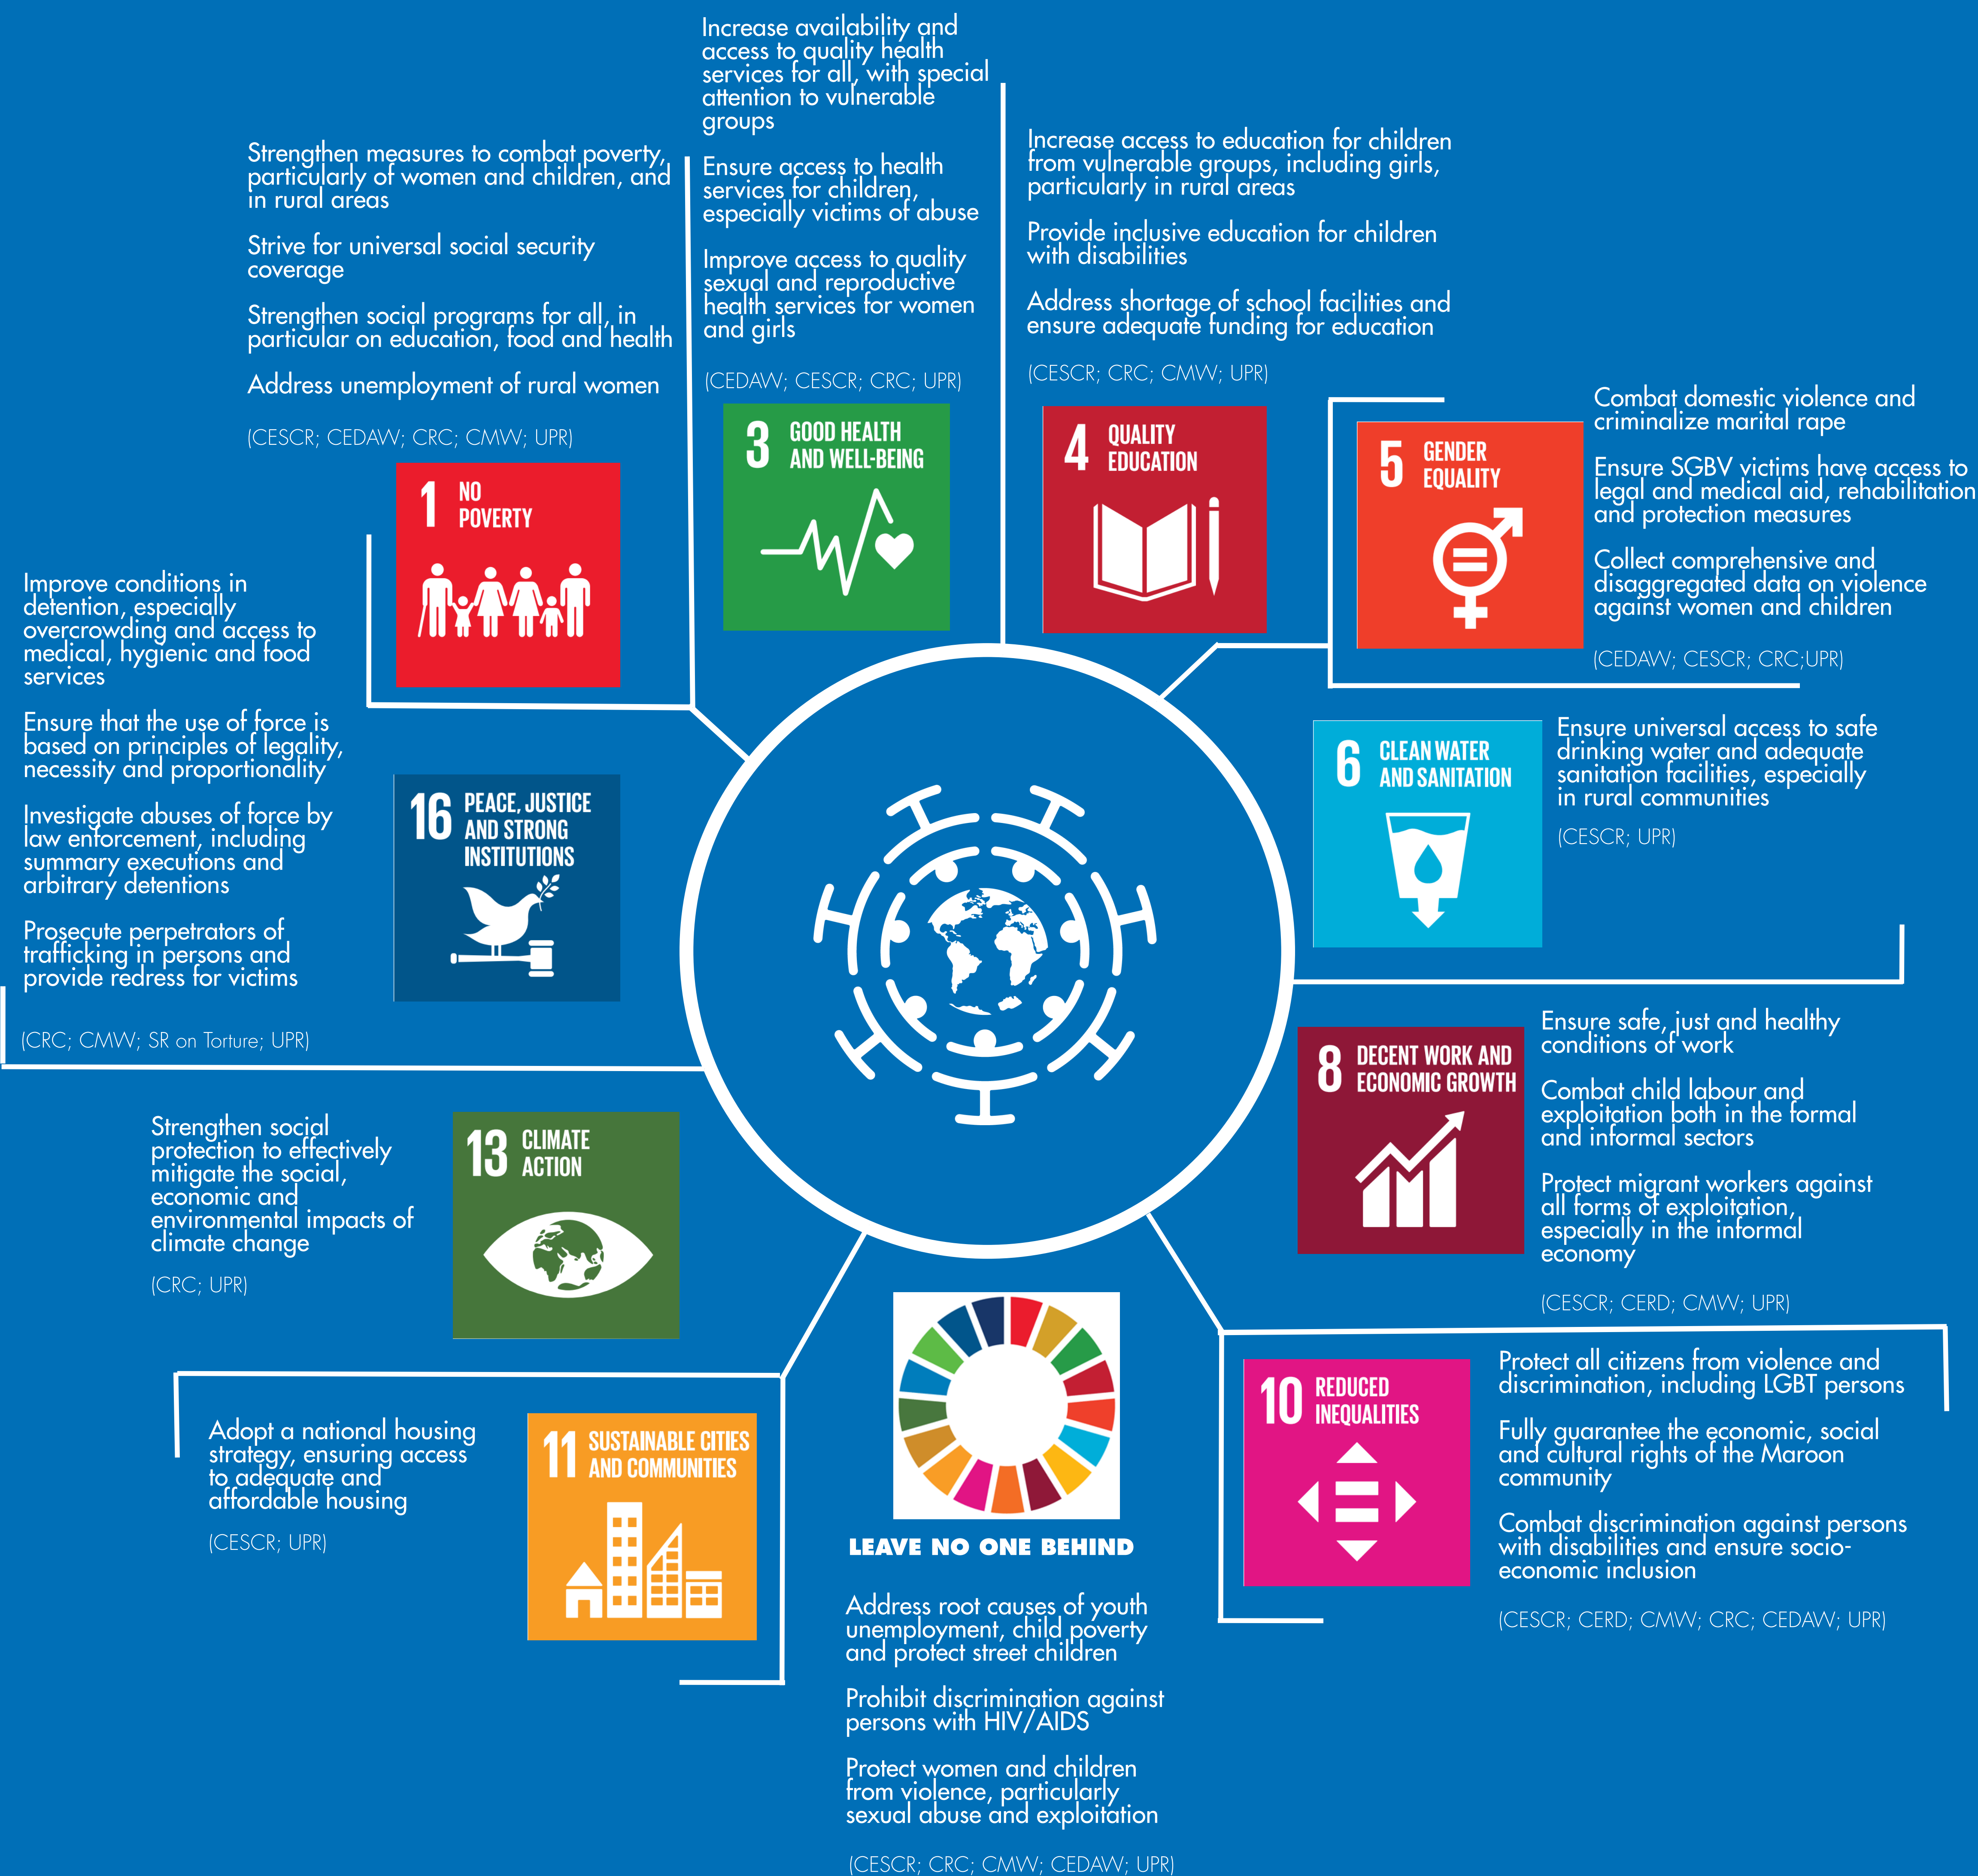 Strengthen measures to combat poverty,
particularly of women and children, and
in rural areas
Strive for universal social security
coverage
Strengthen social programs for all, in
particular on education, food and health
Address unemployment of rural women
(CESCR; CEDAW; CRC; CMW; UPR)
1 NO
POVERTY
Increase availability and
access to quality health
services for all, with special
attention to vulnerable
groups
Ensure access to health
services for children,
especially victims of abuse
Improve access to quality
sexual and reproductive
health services for women
and girls
(CEDAW; CESCR; CRC; UPR)
3 GOOD HEALTH
AND WELL-BEING
Increase access to education for children
from vulnerable groups, including girls,
particularly in rural areas
Provide inclusive education for children
with disabilities
Address shortage of school facilities and
ensure adequate funding for education
(CESCR; CRC; CMW; UPR)
4 QUALITY
EDUCATION
5 GENDER
EQUALITY
Combat domestic violence and
criminalize marital rape
Ensure SGBV victims have access to
legal and medical aid, rehabilitation
and protection measures
Collect comprehensive and
disaggregated data on violence
against women and children
(CEDAW; CESCR; CRC;UPR)
6 CLEAN WATER
AND SANITATION
Ensure universal access to safe
drinking water and adequate
sanitation facilities, especially
in rural communities
(CESCR; UPR)
8 DECENT WORK AND
ECONOMIC GROWTH
Ensure safe, just and healthy
conditions of work
Combat child labour and
exploitation both in the formal
and informal sectors
Protect migrant workers against
all forms of exploitation,
especially in the informal
economy
(CESCR; CERD; CMW; UPR)
10 REDUCED
INEQUALITIES
Protect all citizens from violence and
discrimination, including LGBT persons
Fully guarantee the economic, social
and cultural rights of the Maroon
community
Combat discrimination against persons
with disabilities and ensure socio-
economic inclusion
(CESCR; CERD; CMW; CRC; CEDAW; UPR)
LEAVE NO ONE BEHIND
Address root causes of youth
unemployment, child poverty
and protect street children
Prohibit discrimination against
persons with HIV/AIDS
Protect women and children
from violence, particularly
sexual abuse and exploitation
(CESCR; CRC; CMW; CEDAW; UPR)
Adopt a national housing
strategy, ensuring access
to adequate and
affordable housing
(CESCR; UPR)
11 SUSTAINABLE CITIES
AND COMMUNITIES
Strengthen social
protection to effectively
mitigate the social,
economic and
environmental impacts of
climate change
(CRC; UPR)
13 CLIMATE
ACTION
Improve conditions in
detention, especially
overcrowding and access to
medical, hygienic and food
services
Ensure that the use of force is
based on principles of legality,
necessity and proportionality
Investigate abuses of force by
law enforcement, including
summary executions and
arbitrary detentions
Prosecute perpetrators of
trafficking in persons and
provide redress for victims
(CRC; CMW; SR on Torture; UPR)
16 PEACE, JUSTICE
AND STRONG
INSTITUTIONS